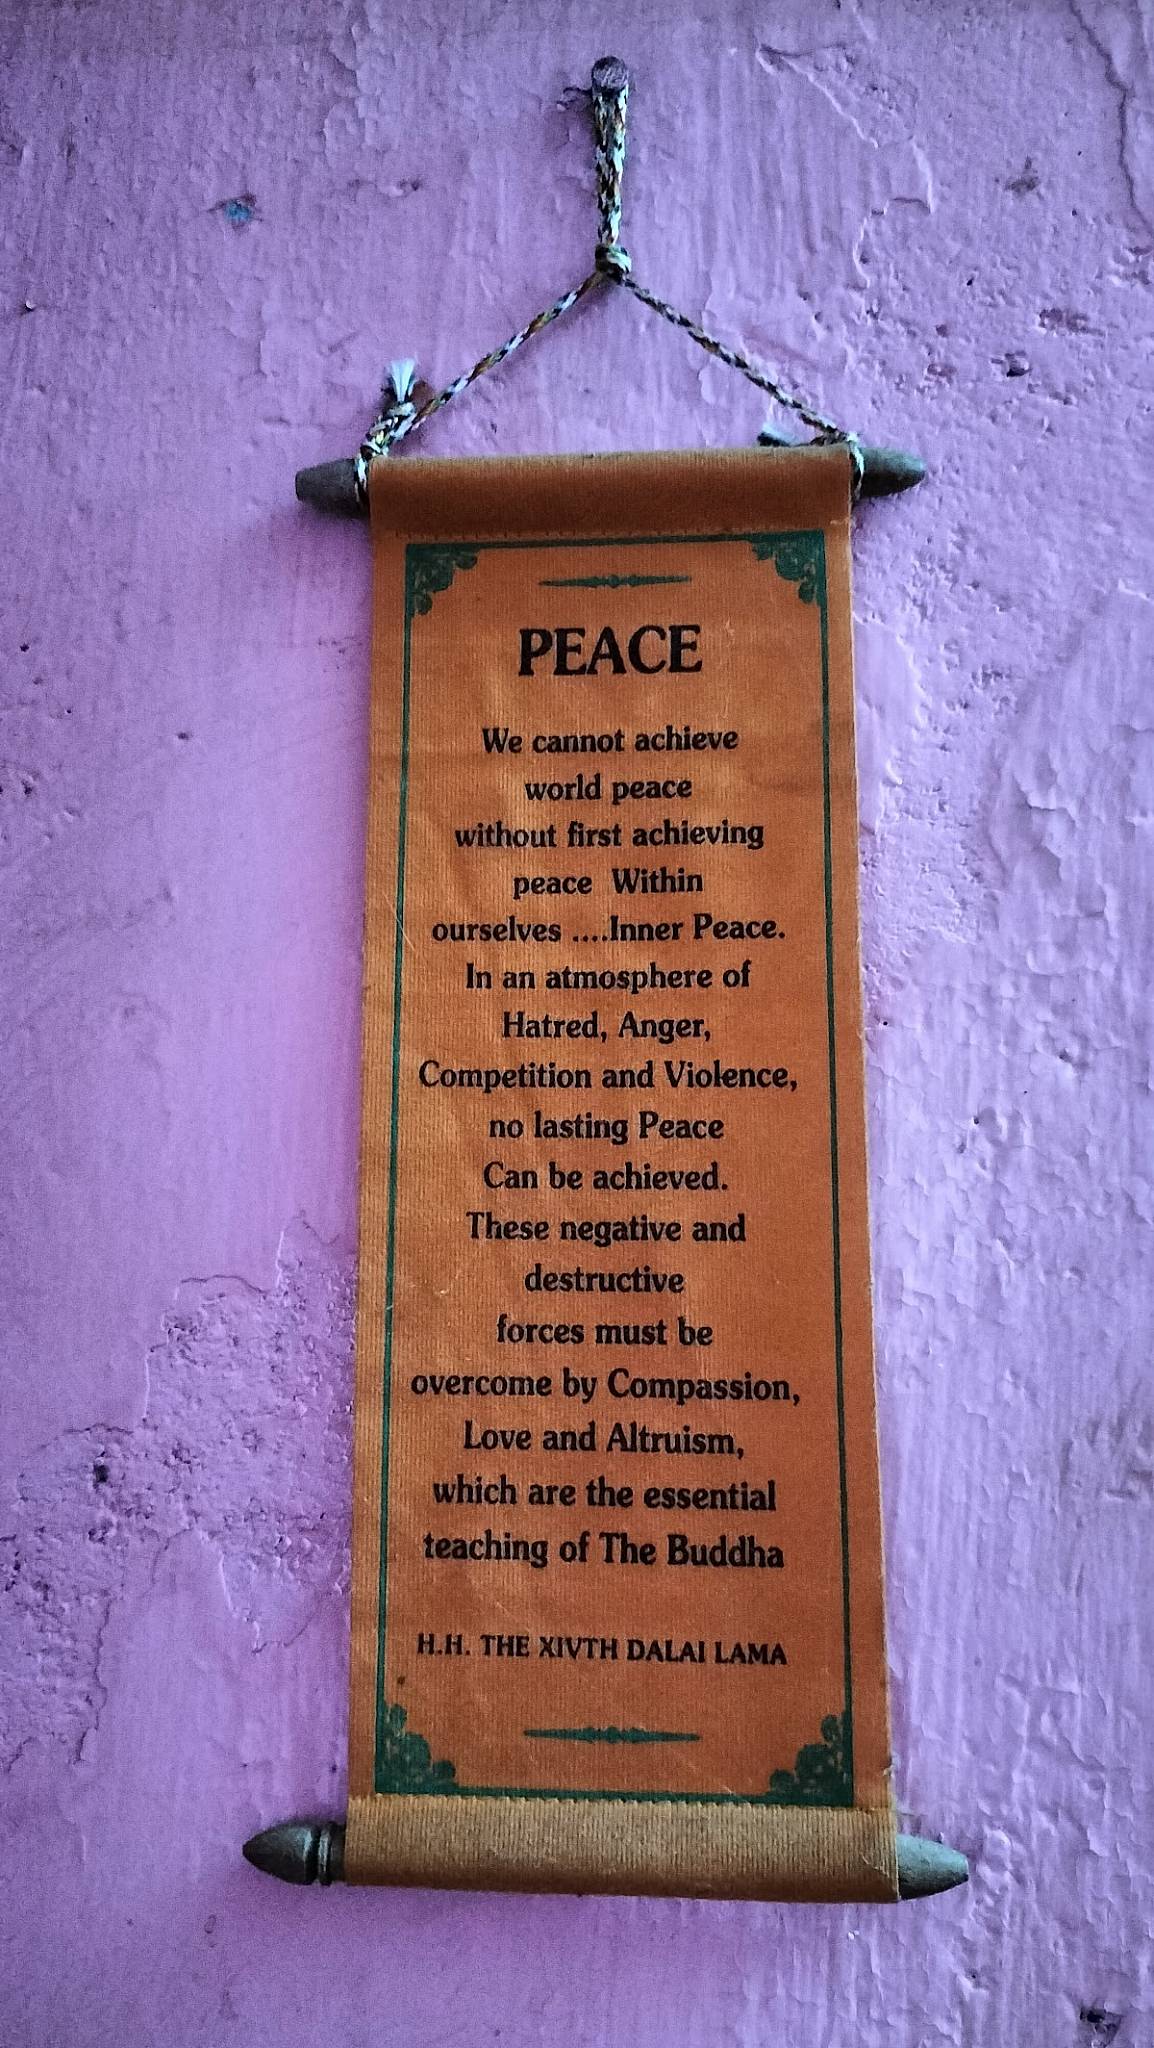 PEACE
We cannot achieve
world peace
without first achieving
peace Within
ourselves ....Inner Peace.
In an atmosphere of
Hatred, Anger,
Competition and Violence,
no lasting Peace
Can be achieved.
These negative and
destructive
forces must be
overcome by Compassion,
Love and Altruism,
which are the essential
teaching of The Buddha
H.H. THE XIVTH DALAI LAMA